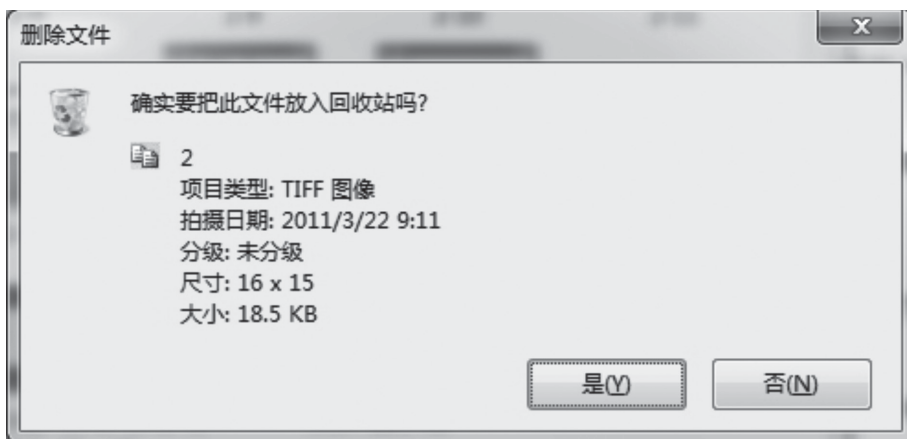 删除文件
确实要把此文件放入回收站吗?
2
项目类型: TIFF 图像
拍摄日期: 2011/3/22 9:11
分级: 未分级
尺寸: 16 x 15
大小: 18.5 KB
是(Y) 否(N)